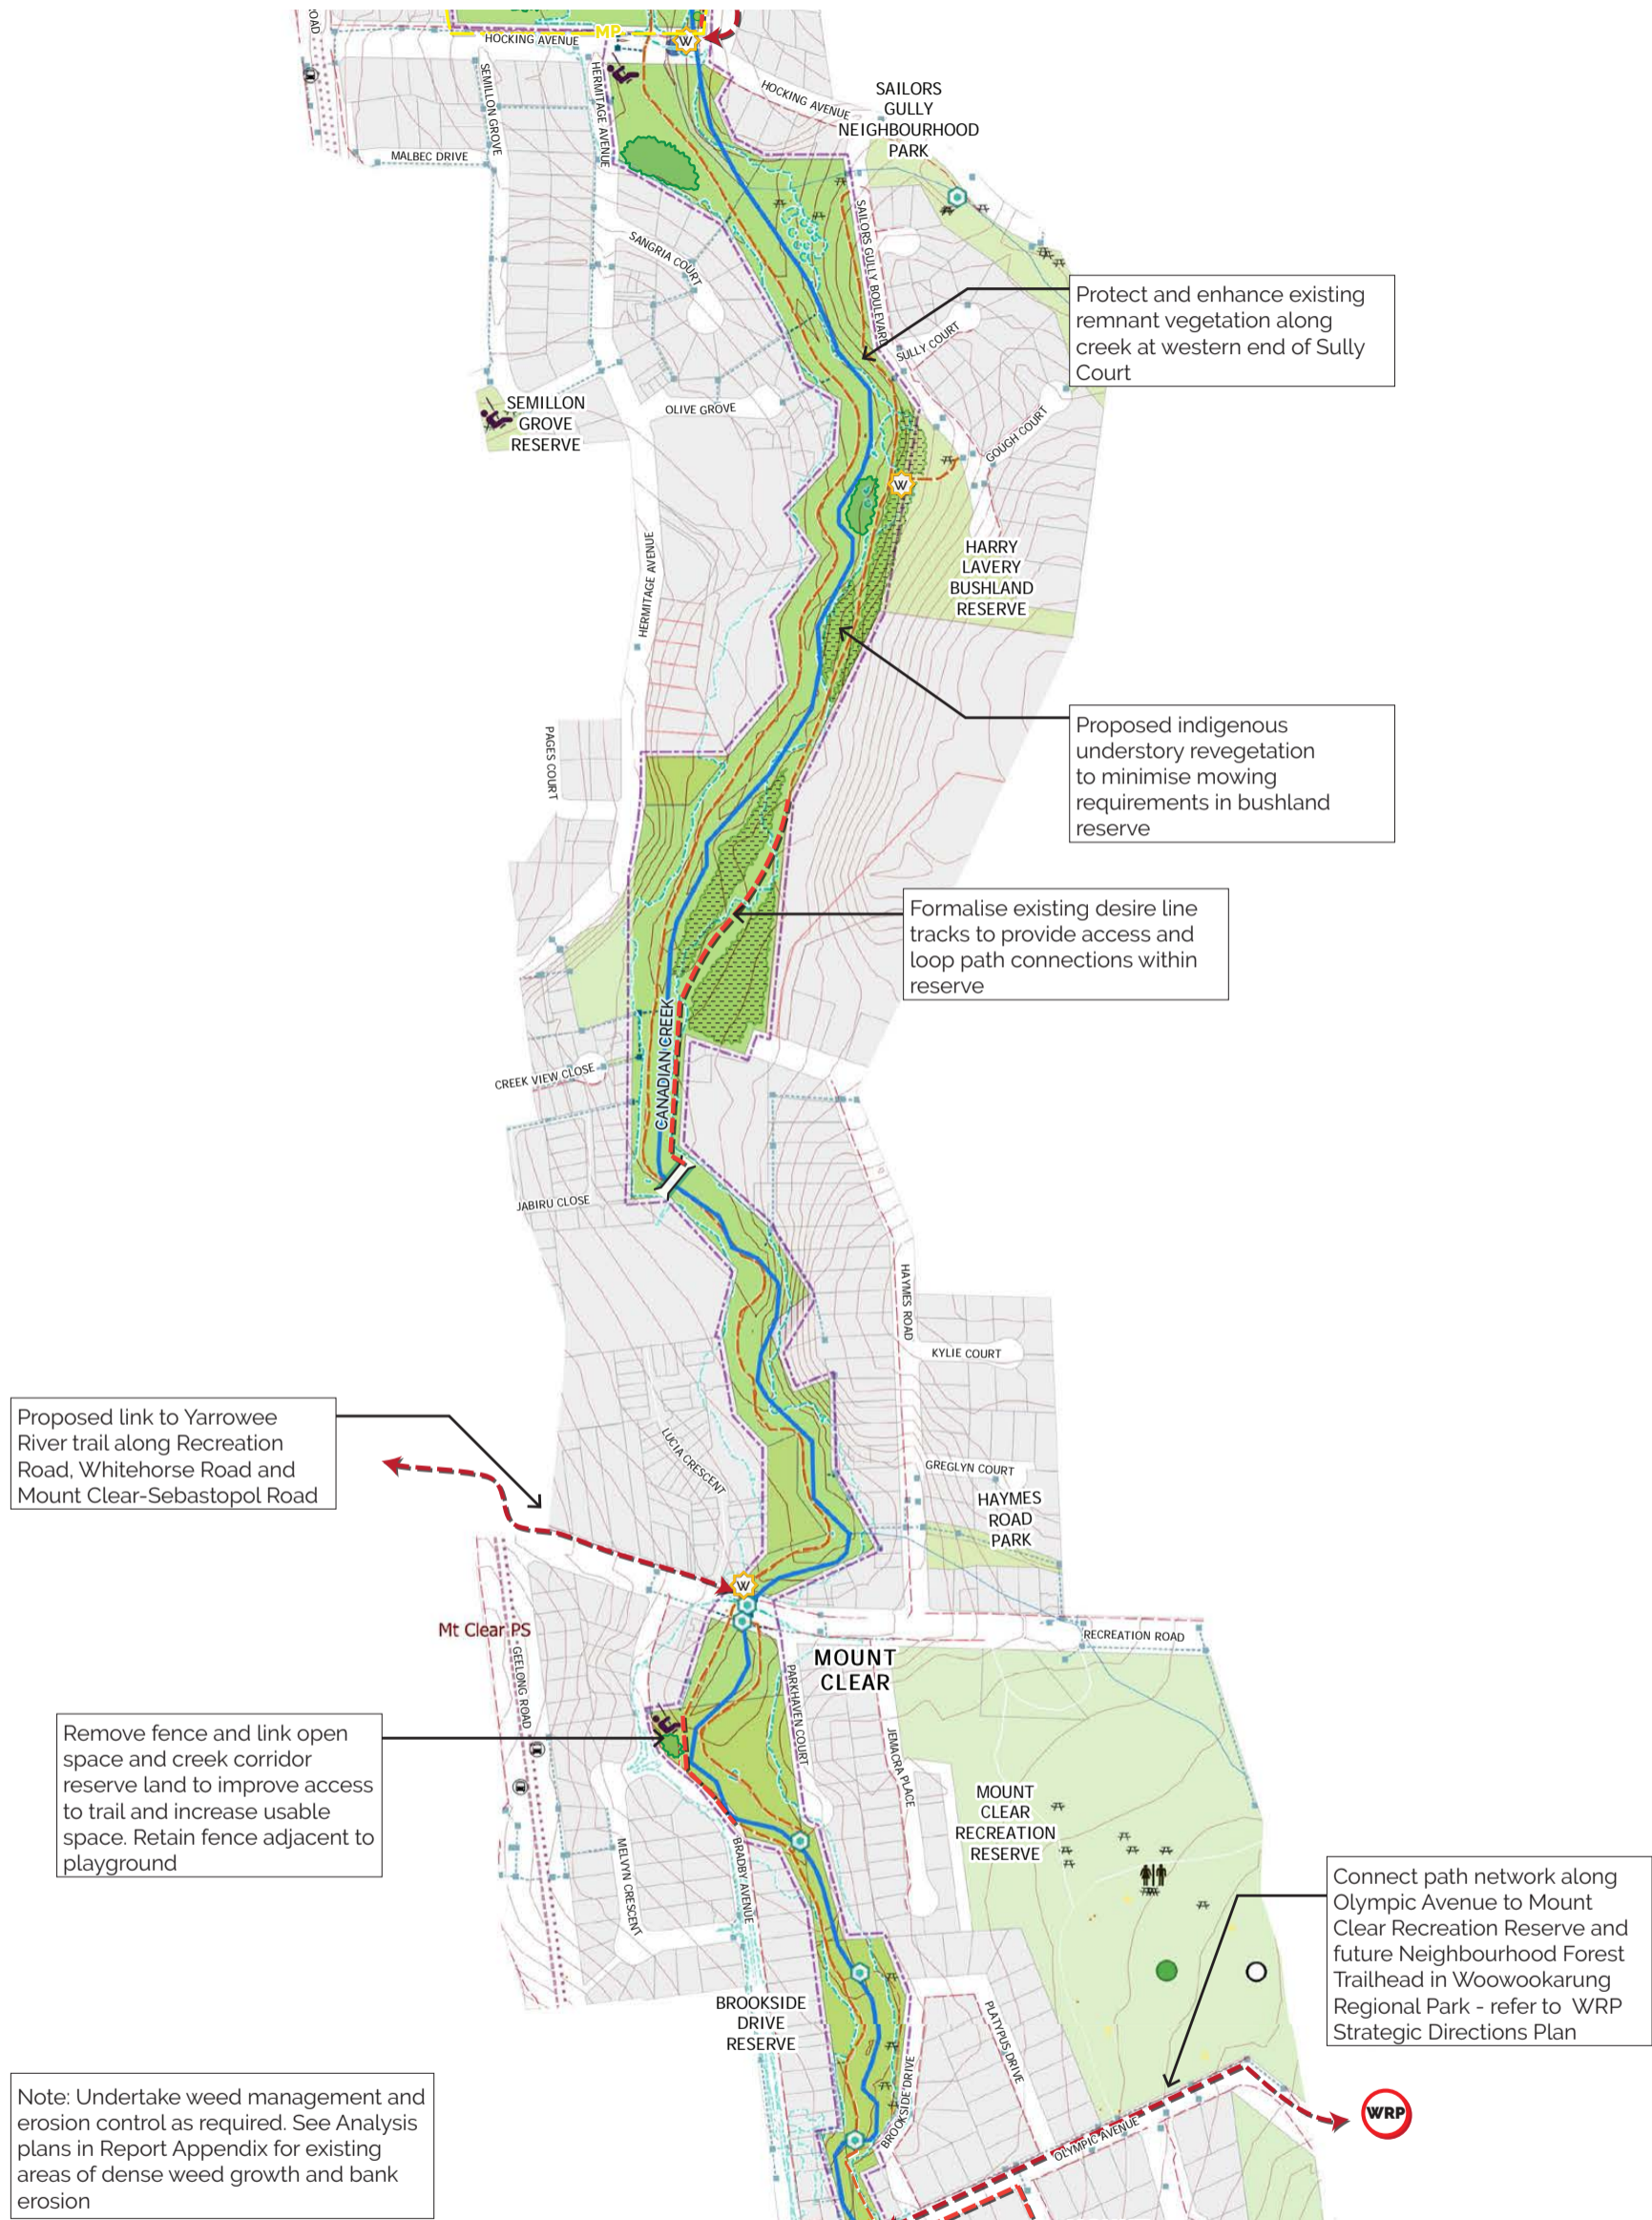 ROAD
MP
HOCKING AVENUE
W
SEMILLON GROVE
HERMITAGE AVENUE
MALBEC DRIVE
HOCKING AVENUE
SAILORS
GULLY
NEIGHBOURHOOD
PARK
SANGRIA COURT
SAILORS GULLY BOULEVARD
SULLY COURT
Protect and enhance existing
remnant vegetation along
creek at western end of Sully
Court
SEMILLON
GROVE
RESERVE
OLIVE GROVE
GOUGH COURT
W
HARRY
LAVERY
BUSHLAND
RESERVE
HERMITAGE AVENUE
Proposed indigenous
understory revegetation
to minimise mowing
requirements in bushland
reserve
PAGES COURT
Formalise existing desire line
tracks to provide access and
loop path connections within
reserve
CANADIAN CREEK
CREEK VIEW CLOSE
JABIRU CLOSE
HAYMES ROAD
KYLIE COURT
Proposed link to Yarrowee
River trail along Recreation
Road, Whitehorse Road and
Mount Clear-Sebastopol Road
LUCIA CRESCENT
GREGLYN COURT
HAYMES
ROAD
PARK
W
Mt Clear PS
RECREATION ROAD
MOUNT
CLEAR
GEELONG ROAD
PARKHAVEN COURT
JEMACRA PLACE
Remove fence and link open
space and creek corridor
reserve land to improve access
to trail and increase usable
space. Retain fence adjacent to
playground
MOUNT
CLEAR
RECREATION
RESERVE
MELVYN CRESCENT
BRADBY AVENUE
Connect path network along
Olympic Avenue to Mount
Clear Recreation Reserve and
future Neighbourhood Forest
Trailhead in Woowookarung
Regional Park - refer to WRP
Strategic Directions Plan
BROOKSIDE
DRIVE
RESERVE
PLATYPUS DRIVE
BROOKSIDE DRIVE
OLYMPIC AVENUE
WRP
Note: Undertake weed management and
erosion control as required. See Analysis
plans in Report Appendix for existing
areas of dense weed growth and bank
erosion